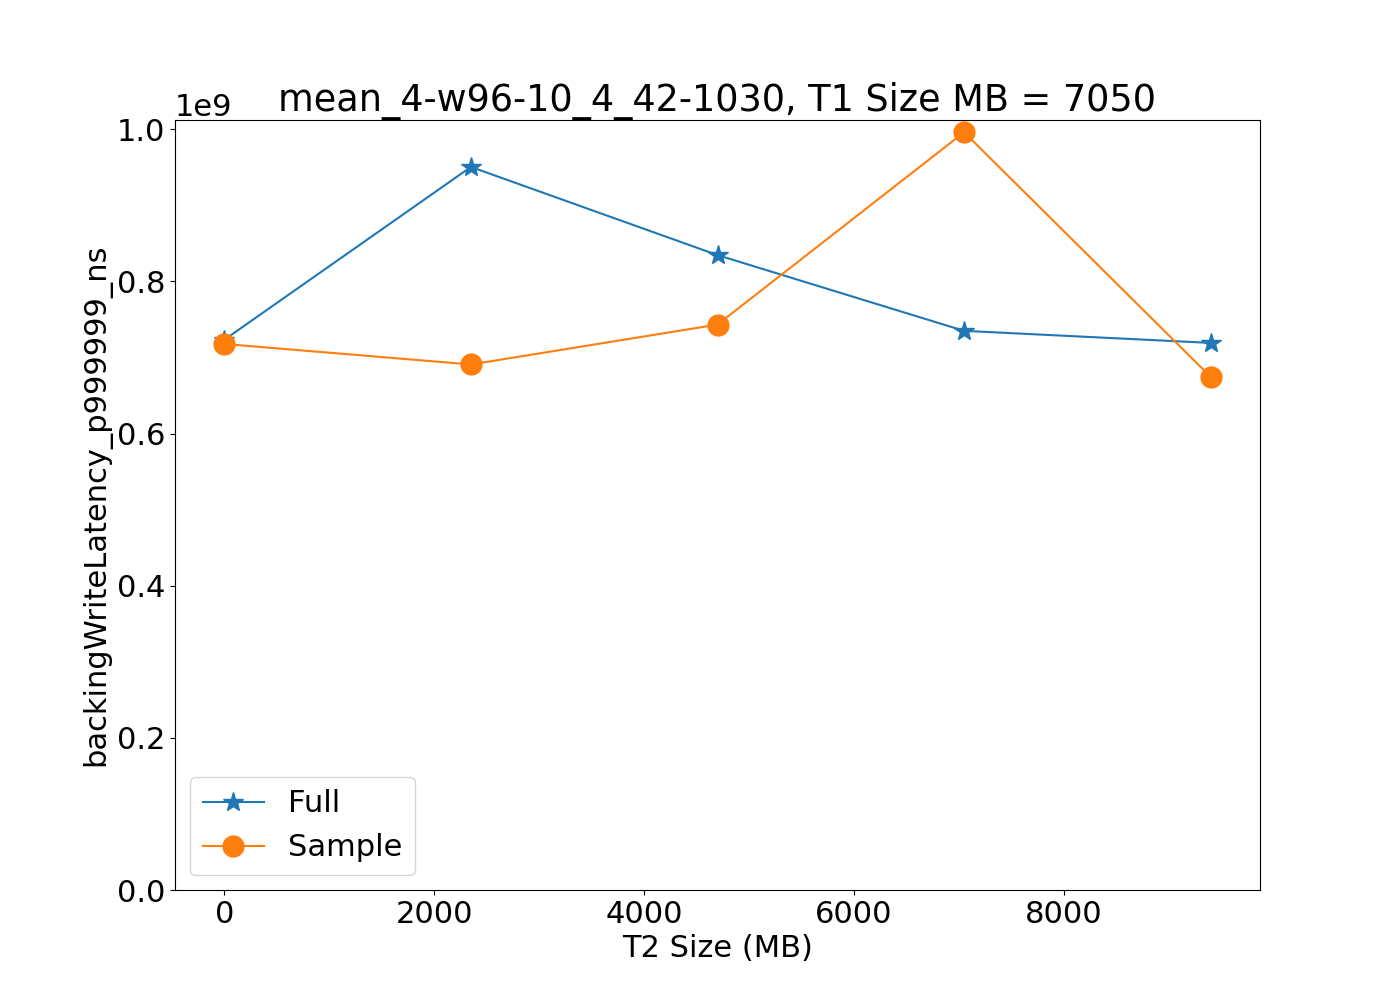 mean_4-w96-10_4_42-1030, T1 Size MB = 7050
1e9
1.0
0.8
0.6
0.4
0.2
0.0
backingWriteLatency_p999999_ns
Full
Sample
0 2000 4000 6000 8000
T2 Size (MB)